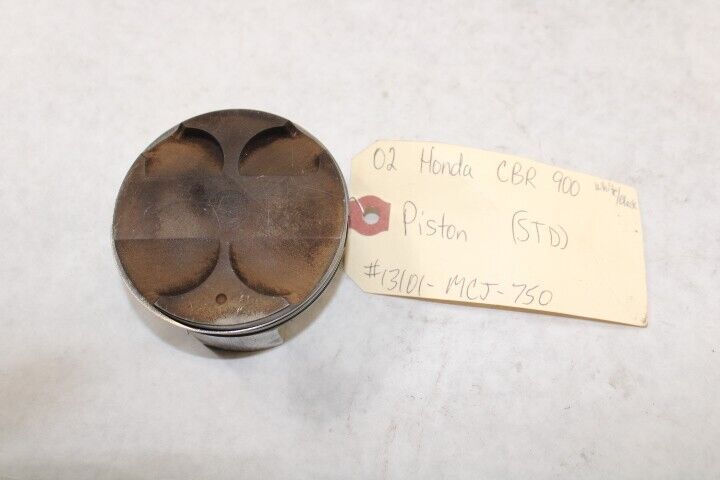 02 Honda CBR 900 white/black
Piston (STD)
#13101-MCJ-750